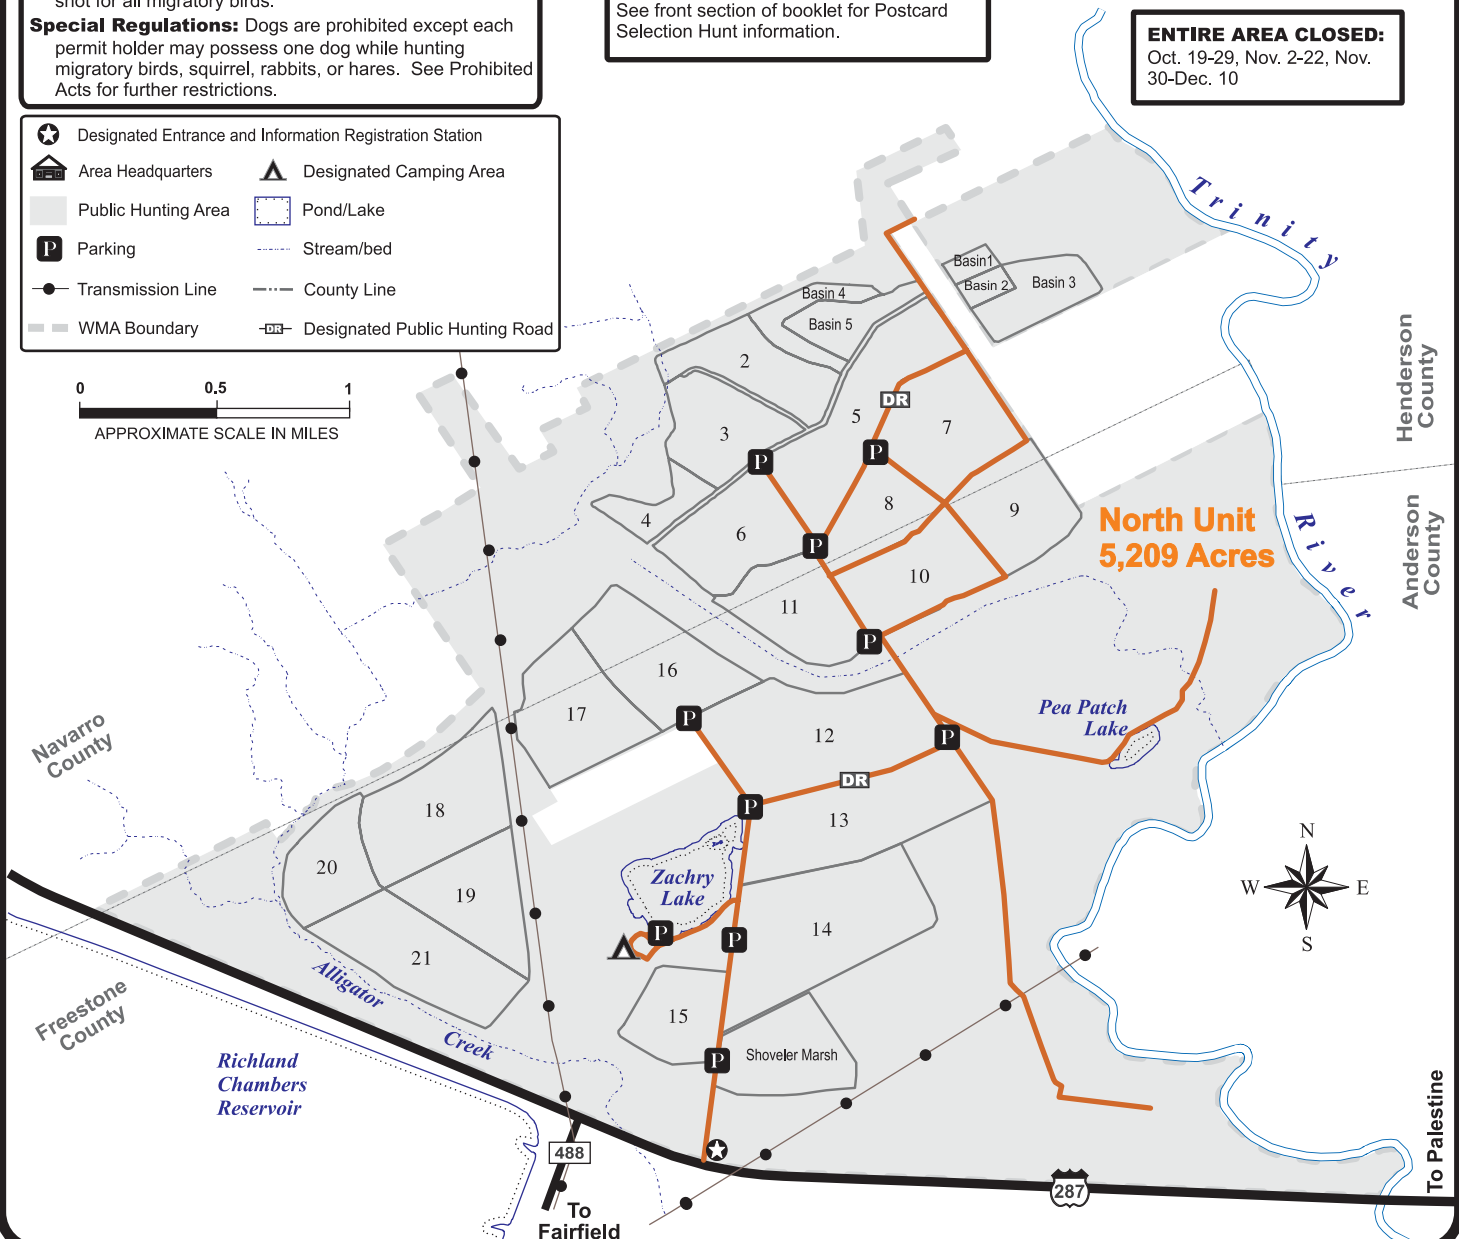 shot for all migratory birds.
Special Regulations: Dogs are prohibited except each
permit holder may possess one dog while hunting
migratory birds, squirrel, rabbits, or hares. See Prohibited
Acts for further restrictions.
See front section of booklet for Postcard
Selection Hunt information.
ENTIRE AREA CLOSED:
Oct. 19-29, Nov. 2-22, Nov.
30-Dec. 10
Designated Entrance and Information Registration Station
Area Headquarters
Designated Camping Area
Public Hunting Area
Pond/Lake
P
Parking
Stream/bed
Transmission Line
County Line
WMA Boundary
DR
Designated Public Hunting Road
0 0.5 1
APPROXIMATE SCALE IN MILES
Trinity
River
Henderson
County
Anderson
County
Basin1
Basin 2
Basin 3
Basin 4
Basin 5
2
3
4
5
DR
7
P
P
6
8
9
P
10
11
P
North Unit
5,209 Acres
16
17
P
12
P
Pea Patch
Lake
DR
P
13
Navarro
County
18
20
19
21
Zachry
Lake
P
P
14
15
P
Shoveler Marsh
N
W
E
S
Freestone
County
Alligator
Creek
Richland
Chambers
Reservoir
488
To
Fairfield
287
To Palestine